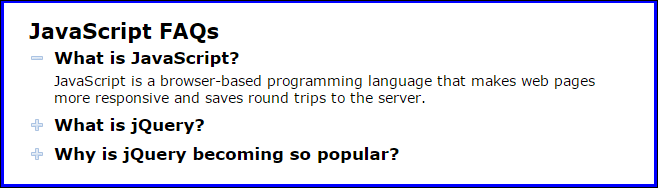 JavaScript FAQs
What is JavaScript?
JavaScript is a browser-based programming language that makes web pages
more responsive and saves round trips to the server.
What is jQuery?
Why is jQuery becoming so popular?